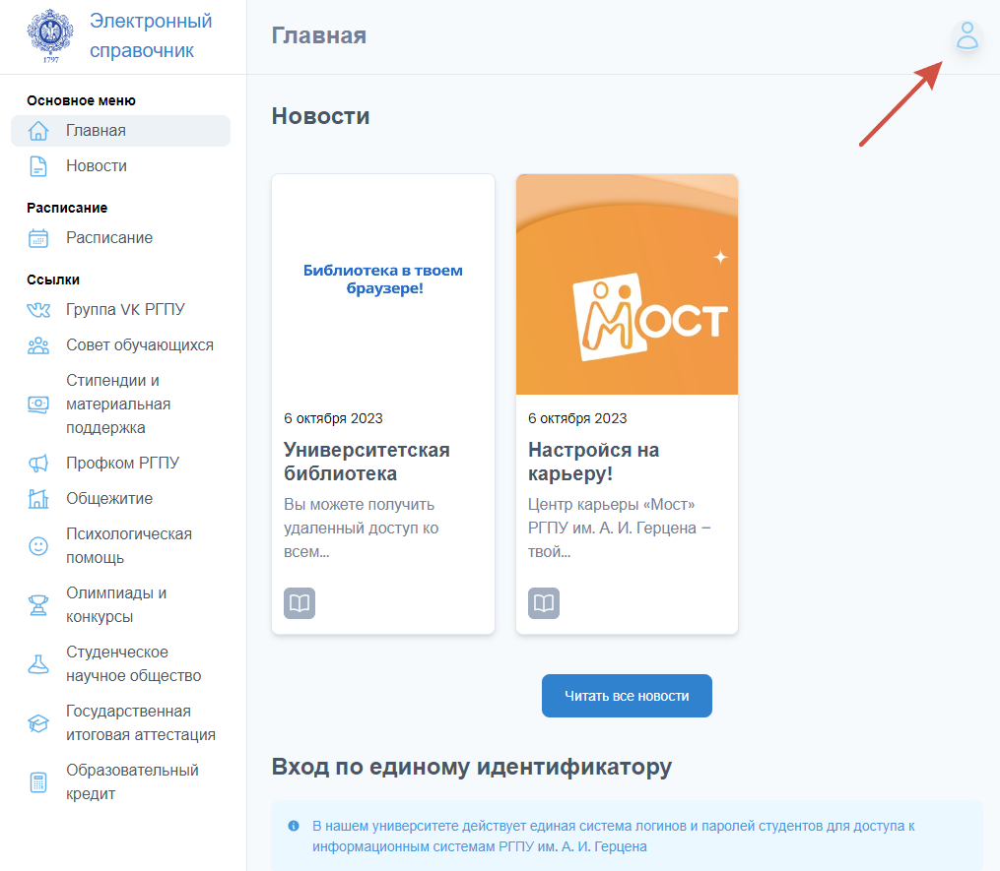 Электронный
справочник
1797
Основное меню
Главная
Новости
Расписание
Расписание
Ссылки
Группа VK РГПУ
Совет обучающихся
Стипендии и
материальная
поддержка
Профком РГПУ
Общежитие
Психологическая
помощь
Олимпиады и
конкурсы
Студенческое
научное общество
Государственная
итоговая аттестация
Образовательный
кредит
Главная
Новости
Библиотека в твоем
браузере!
6 октября 2023
Университетская
библиотека
Вы можете получить
удаленный доступ ко
всем...
Мост
6 октября 2023
Настройся на
карьеру!
Центр карьеры «Мост»
РГПУ им. А. И. Герцена –
твой...
Читать все новости
Вход по единому идентификатору
В нашем университете действует единая система логинов и паролей студентов для доступа к
информационным системам РГПУ им. А. И. Герцена